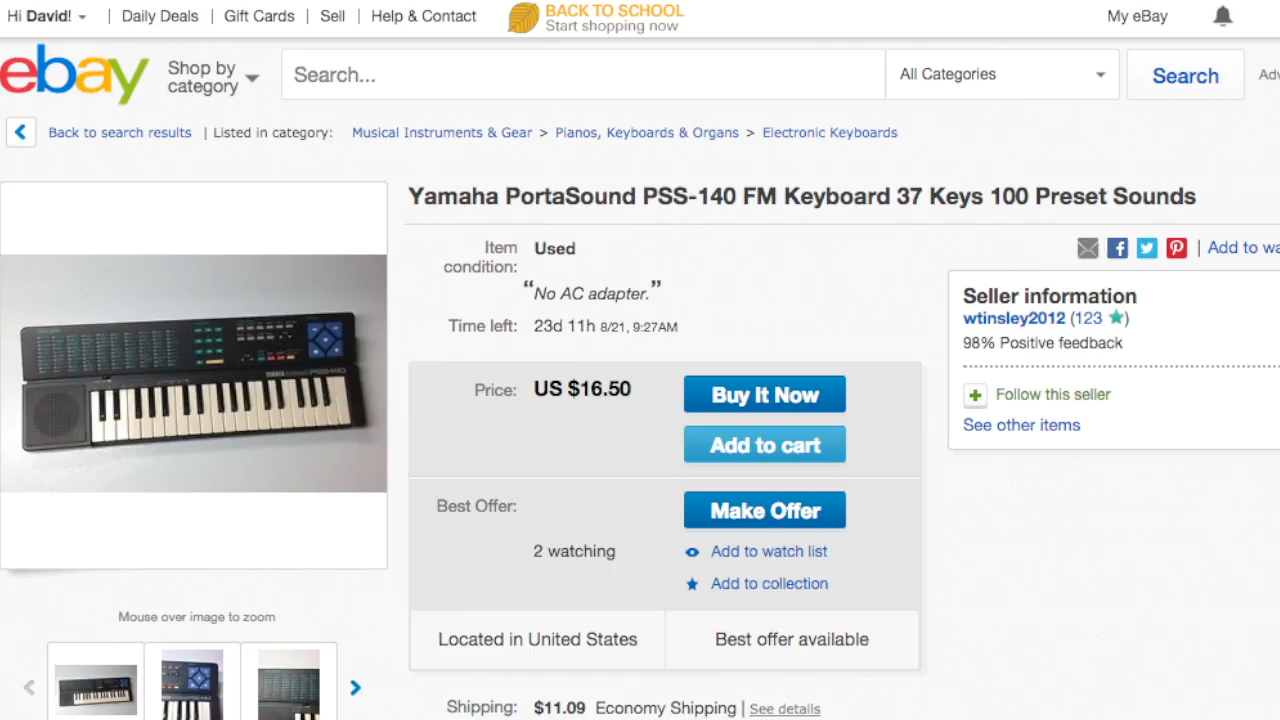 Hi David! | Daily Deals | Gift Cards | Sell | Help & Contact
BACK TO SCHOOL
Start shopping now
My eBay
ebay
Shop by
category
Search...
All Categories
Search
Back to search results | Listed in category: Musical Instruments & Gear > Pianos, Keyboards & Organs > Electronic Keyboards
Yamaha PortaSound PSS-140 FM Keyboard 37 Keys 100 Preset Sounds
Item
condition:
Used
“No AC adapter.”
Time left: 23d 11h 8/21, 9:27AM
Price: US $16.50
Buy It Now
Add to cart
Best Offer:
Make Offer
2 watching
Add to watch list
Add to collection
Located in United States
Best offer available
Shipping: $11.09 Economy Shipping | See details
| Add to wa
Seller information
wtinsley2012 (123)
98% Positive feedback
Follow this seller
See other items
Mouse over image to zoom